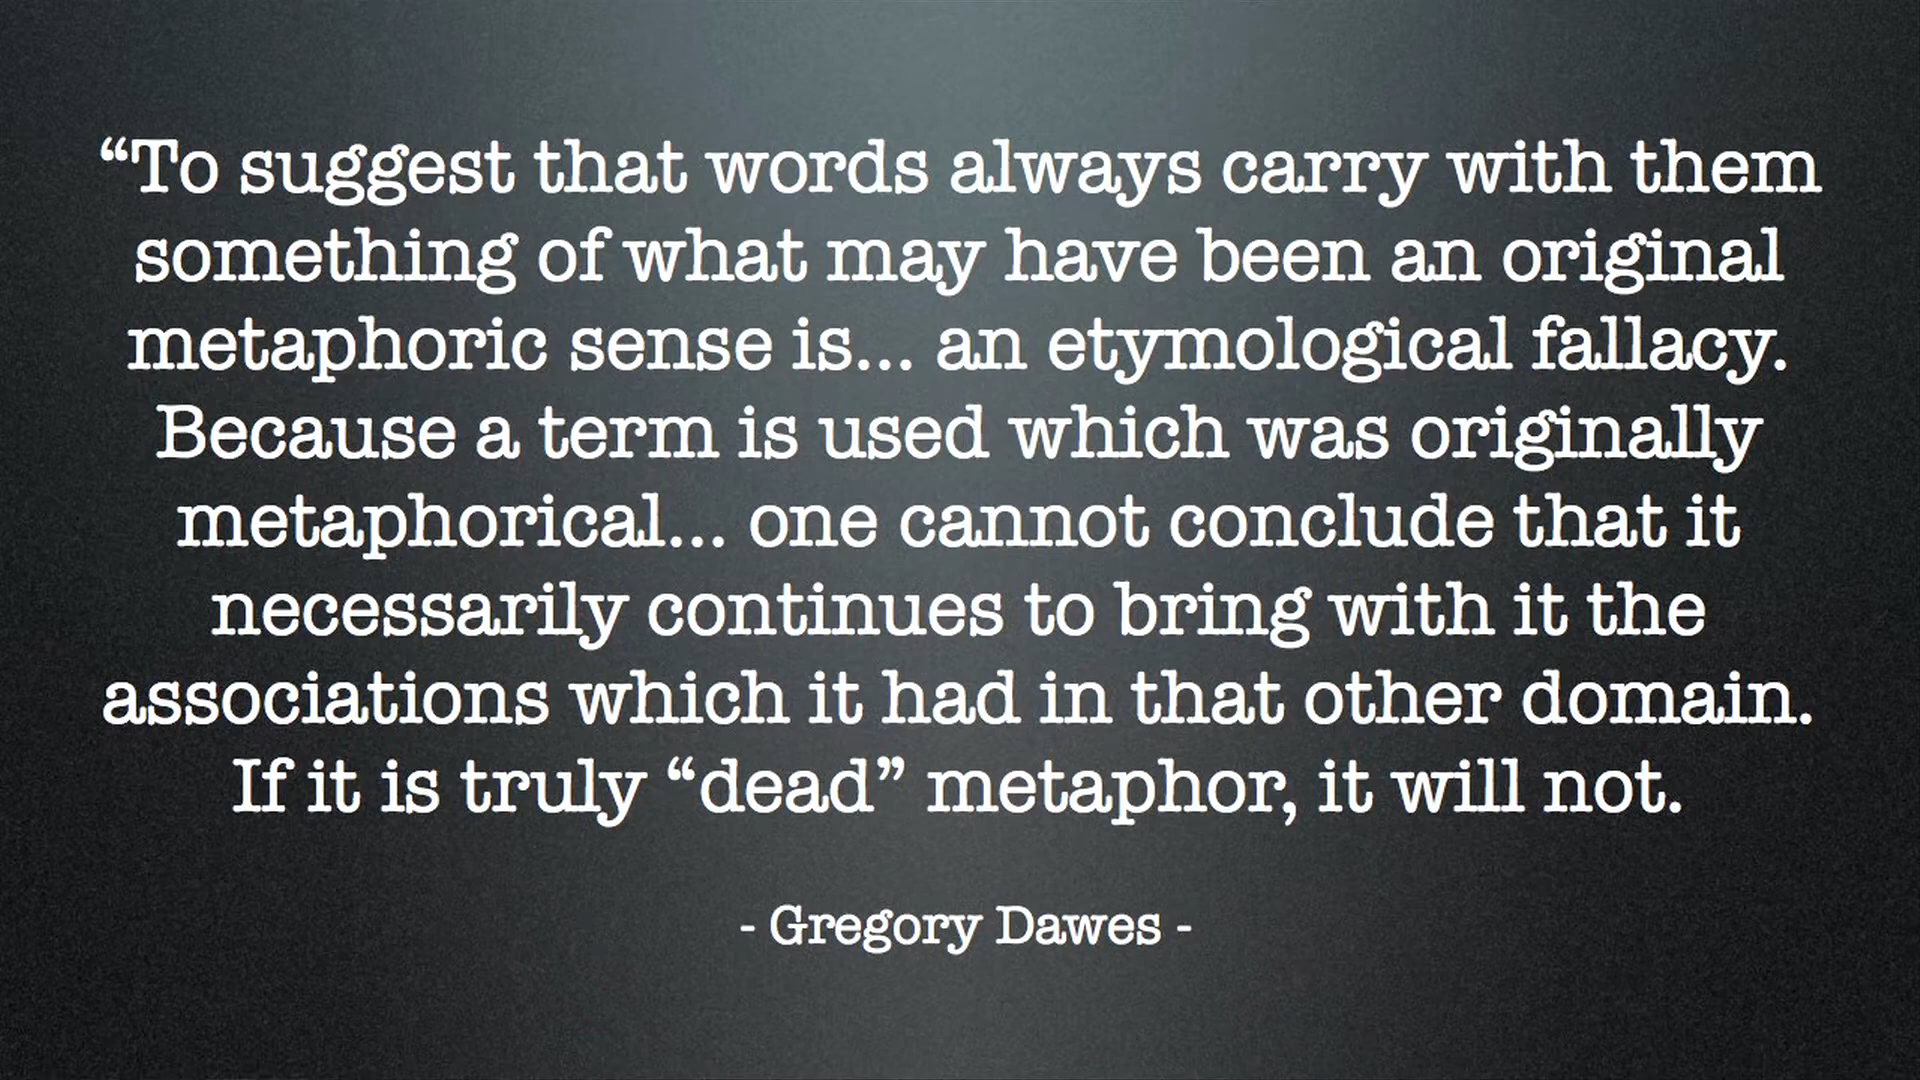 “To suggest that words always carry with them
something of what may have been an original
metaphoric sense is... an etymological fallacy.
Because a term is used which was originally
metaphorical... one cannot conclude that it
necessarily continues to bring with it the
associations which it had in that other domain.
If it is truly “dead” metaphor, it will not.
- Gregory Dawes -